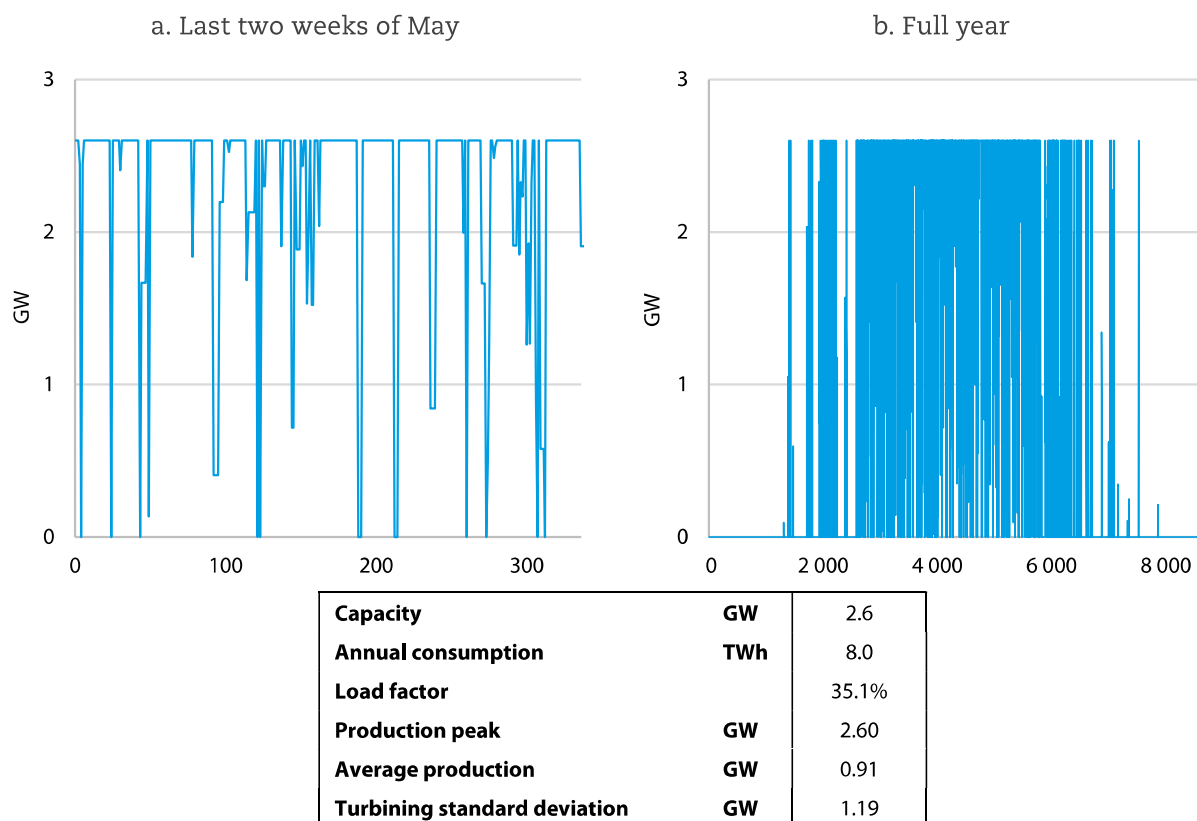 a. Last two weeks of May
b. Full year
3
2
1
0
GW
0 100 200 300
3
2
1
0
GW
0 2 000 4 000 6 000 8 000
Capacity GW 2.6
Annual consumption TWh 8.0
Load factor 35.1%
Production peak GW 2.60
Average production GW 0.91
Turbining standard deviation GW 1.19